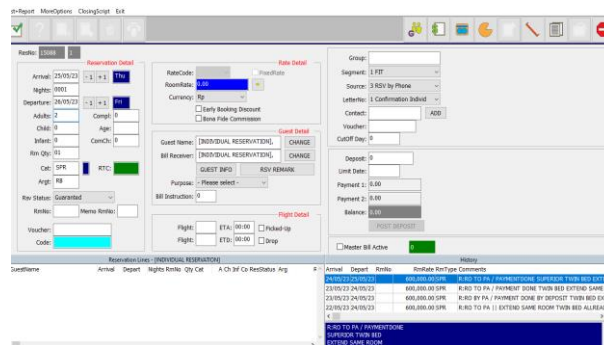 st+Report MoreOptions ClosingScript Exit
ResNo: 15088 1
Reservation Detail
Arrival: 25/05/23 - 1 + 1 Thu
Nights: 0001
Departure: 26/05/23 - 1 + 1 Fri
Adults: 2 Compl: 0
Child: 0 Age:
Infant: 0 ComCh: 0
Rm Qty: 01
Cat: SPR RTC:
Argt: RB
Rsv Status: Guaranted
RmNo: Memo RmNo:
Voucher:
Code:
Rate Detail
RateCode: FixedRate
RoomRate: 0.00
Currency: Rp
Early Booking Discount
Bona Fide Commission
Guest Detail
Guest Name: [INDIVIDUAL RESERVATION], CHANGE
Bill Receiver: [INDIVIDUAL RESERVATION], CHANGE
GUEST INFO RSV REMARK
Purpose: - Please select -
Bill Instruction: 0
Flight Detail
Flight: ETA: 00:00 Picked-Up
Flight: ETD: 00:00 Drop
Group:
Segment: 1 FIT
Source: 3 RSV by Phone
LetterNo: 1 Confirmation Individ
Contact: ADD
Voucher:
CutOff Day: 0
Deposit: 0
Limit Date:
Payment 1: 0.00
Payment 2: 0.00
Balance: 0.00
POST DEPOSIT
Master Bill Active 0
Reservation Lines - [INDIVIDUAL RESERVATION]
GuestName Arrival Depart Nights RmNo Qty Cat A Ch Inf Co ResStatus Arg
History
Arrival Depart RmNo RmRate RmType Comments
24/05/23 25/05/23 600,000.00 SPR R:RO TO PA / PAYMENTDONE SUPERIOR TWIN BED EXT
23/05/23 24/05/23 600,000.00 SPR R:RO TO PA / PAYMENT DONE TWIN BED EXTEND SAME
23/05/23 24/05/23 600,000.00 SPR R:RO BY PA / PAYMENT DONE BY DEPOSIT TWIN BED EX
22/05/23 24/05/23 600,000.00 SPR R:RO TO PA || EXTEND SAME ROOM TWIN BED ALLREA
R:RO TO PA / PAYMENTDONE
SUPERIOR TWIN BED
EXTEND SAME ROOM